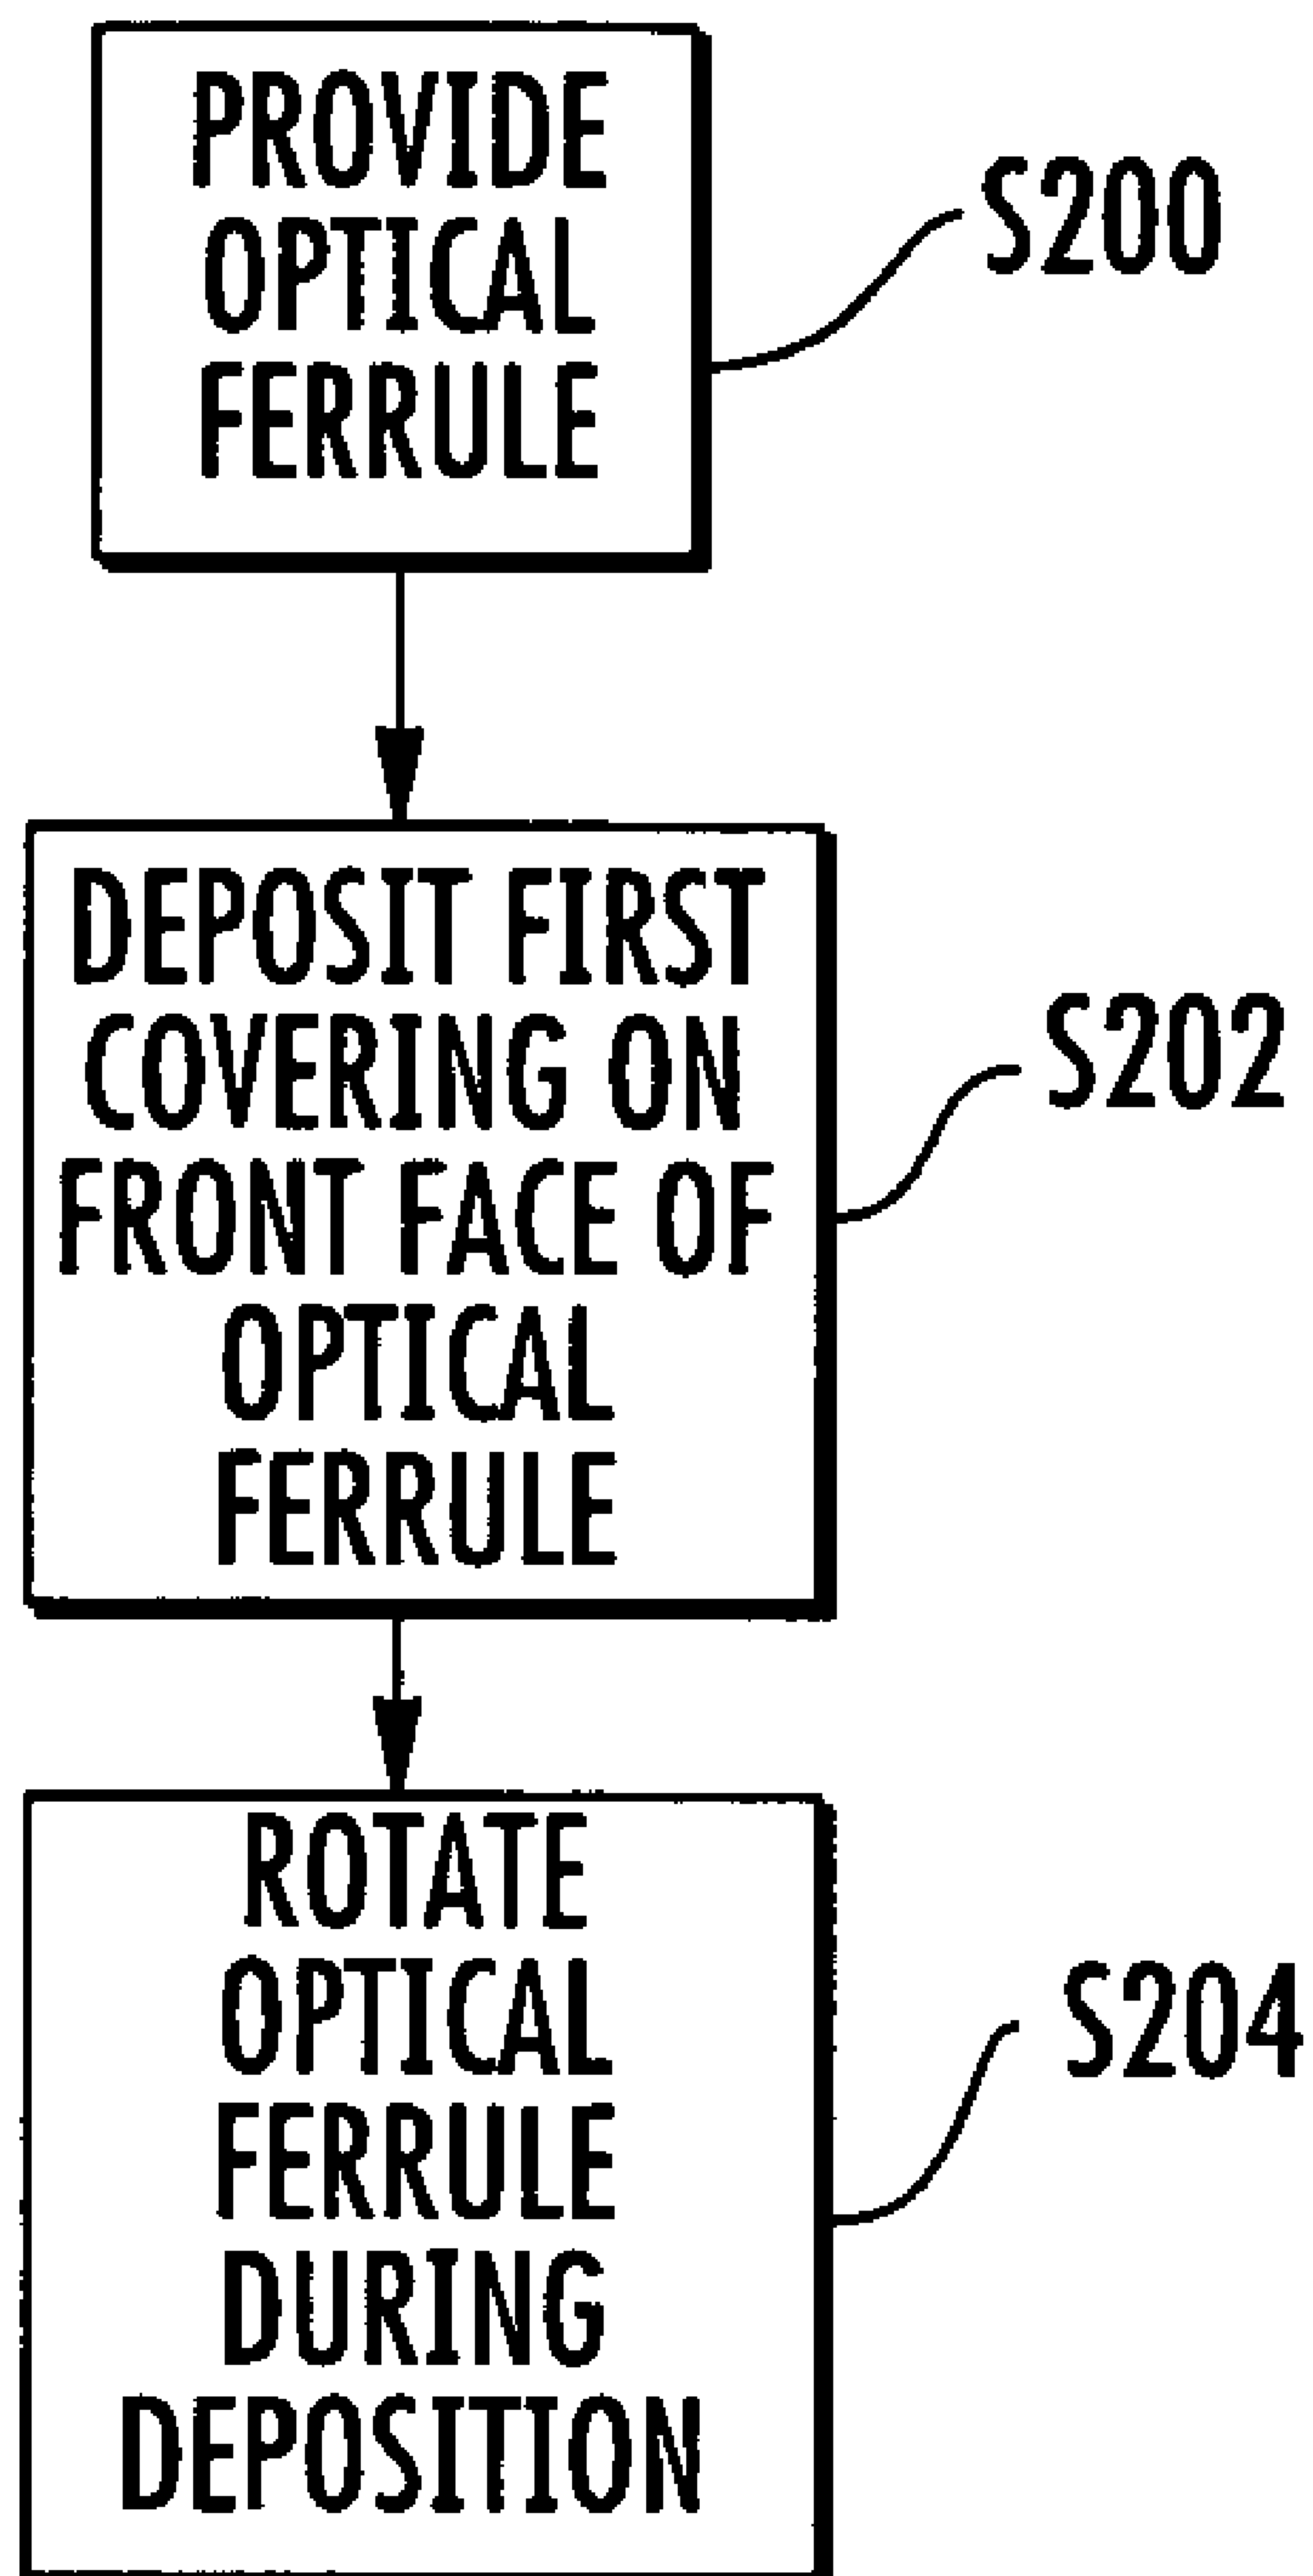 PROVIDE
OPTICAL
FERRULE
S200
DEPOSIT FIRST
COVERING ON
FRONT FACE OF
OPTICAL
FERRULE
S202
ROTATE
OPTICAL
FERRULE
DURING
DEPOSITION
S204